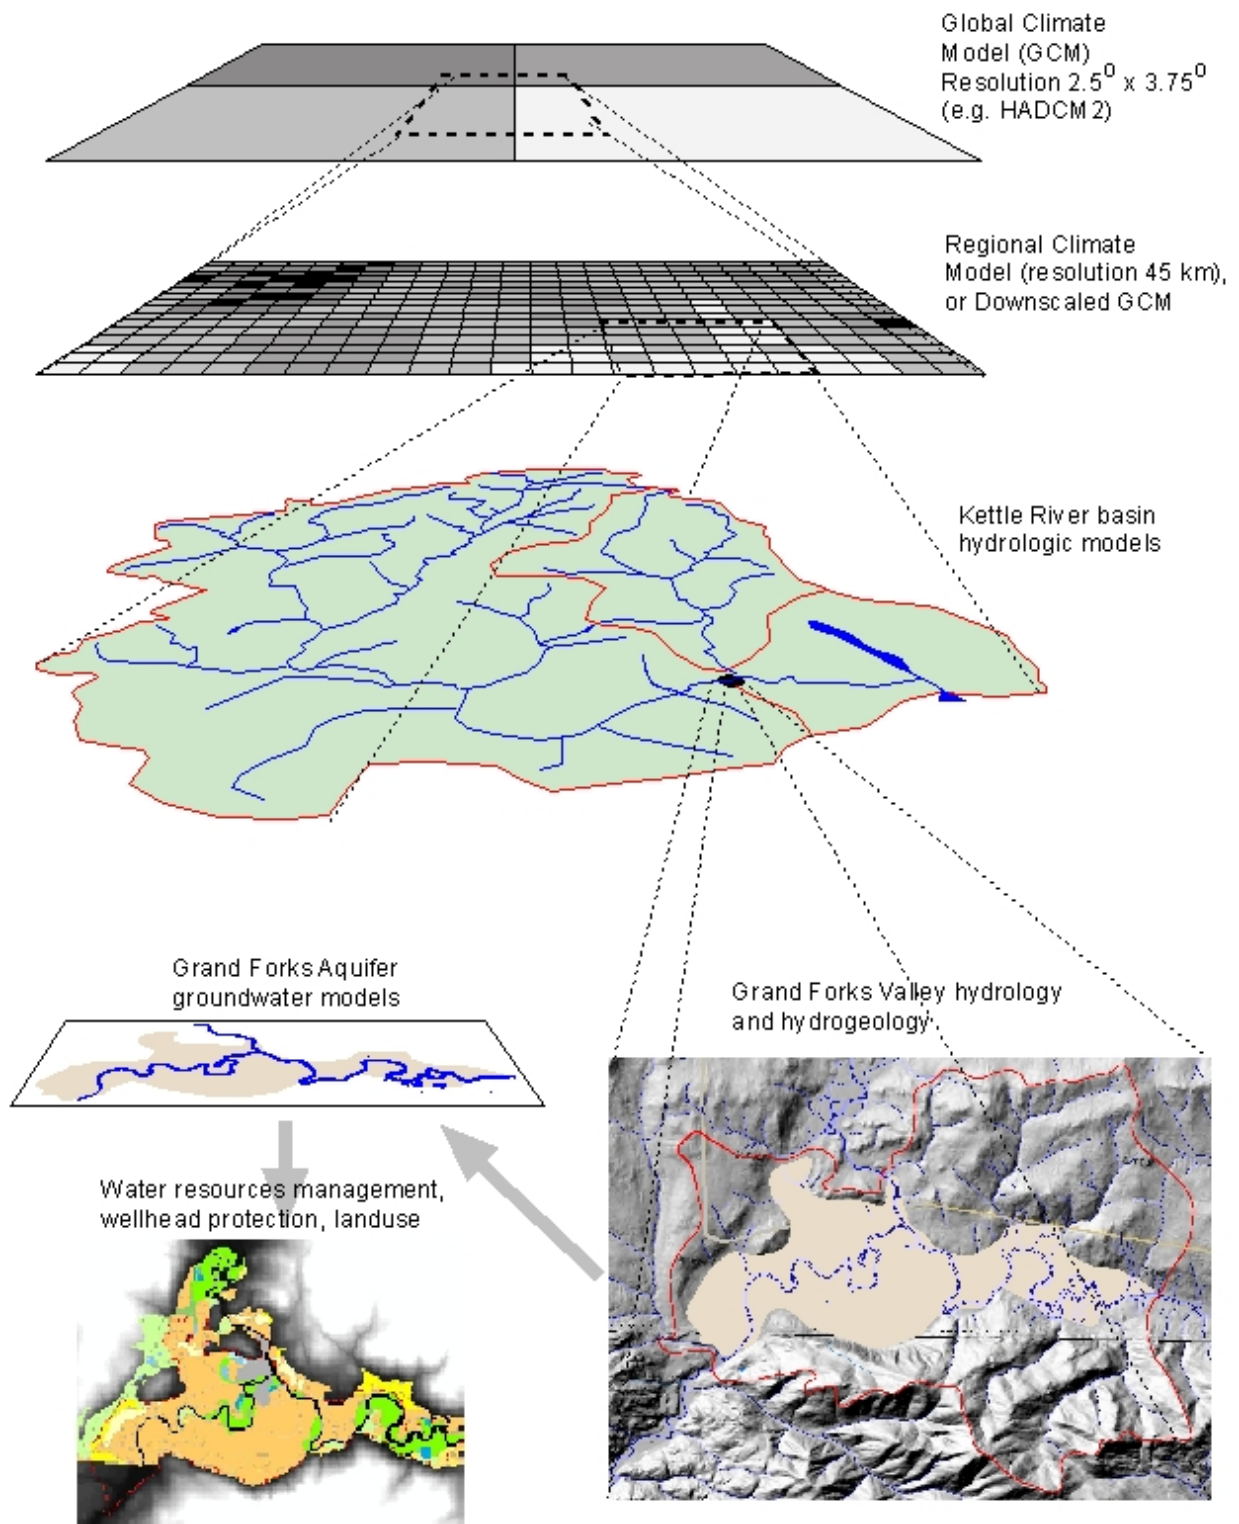 Global Climate
Model (GCM)
Resolution 2.5⁰ x 3.75⁰
(e.g. HADCM2)
Regional Climate
Model (resolution 45 km),
or Downscaled GCM
Kettle River basin
hydrologic models
Grand Forks Aquifer
groundwater models
Grand Forks Valley hydrology
and hydrogeology
Water resources management,
wellhead protection, landuse